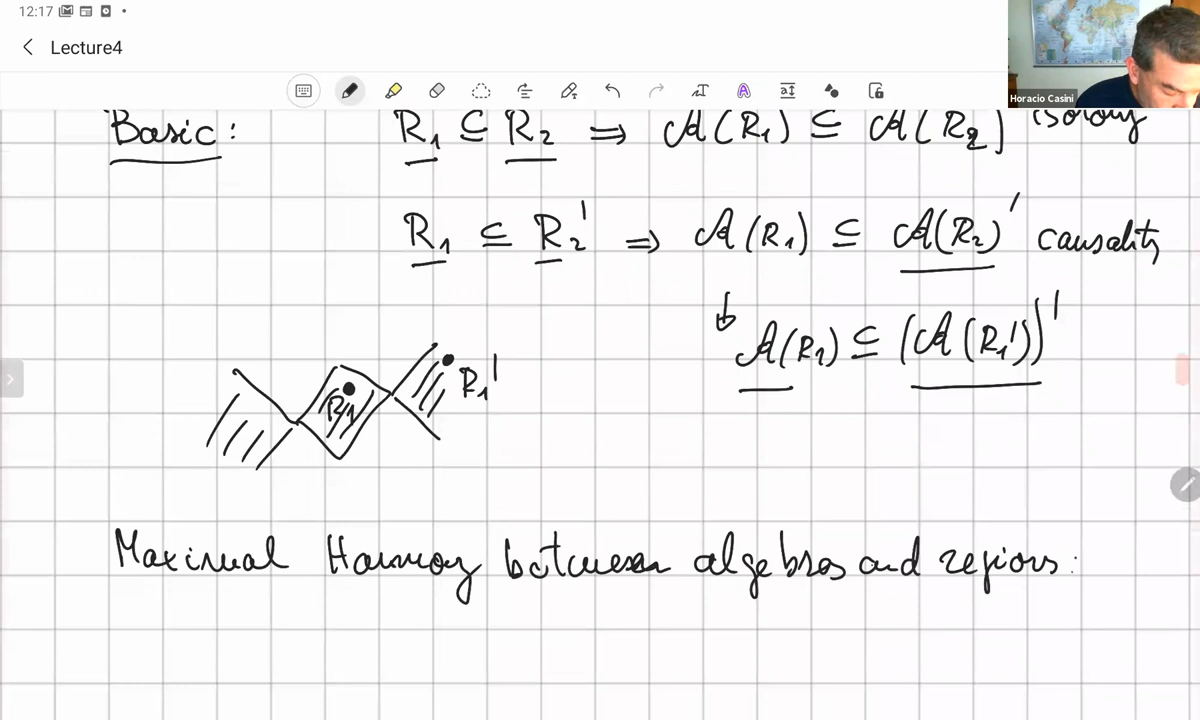 12:17
Lecture4
Horacio Casini
Basic: R₁ ⊆ R₂ ⇒ 𝒜(R₁) ⊆ 𝒜(R₂)
R₁ ⊆ R₂' ⇒ 𝒜(R₁) ⊆ 𝒜(R₂)' causality
↓ 𝒜(R₁) ⊆ (𝒜(R₁'))'
R₁ R₁'
Maximal Harmony between algebras and regions: